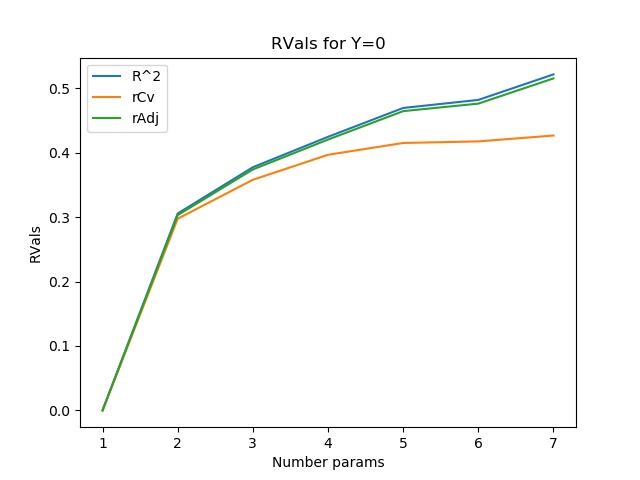 RVals for Y=0
R^2
rCv
rAdj
RVals
0.5
0.4
0.3
0.2
0.1
0.0
1 2 3 4 5 6 7
Number params